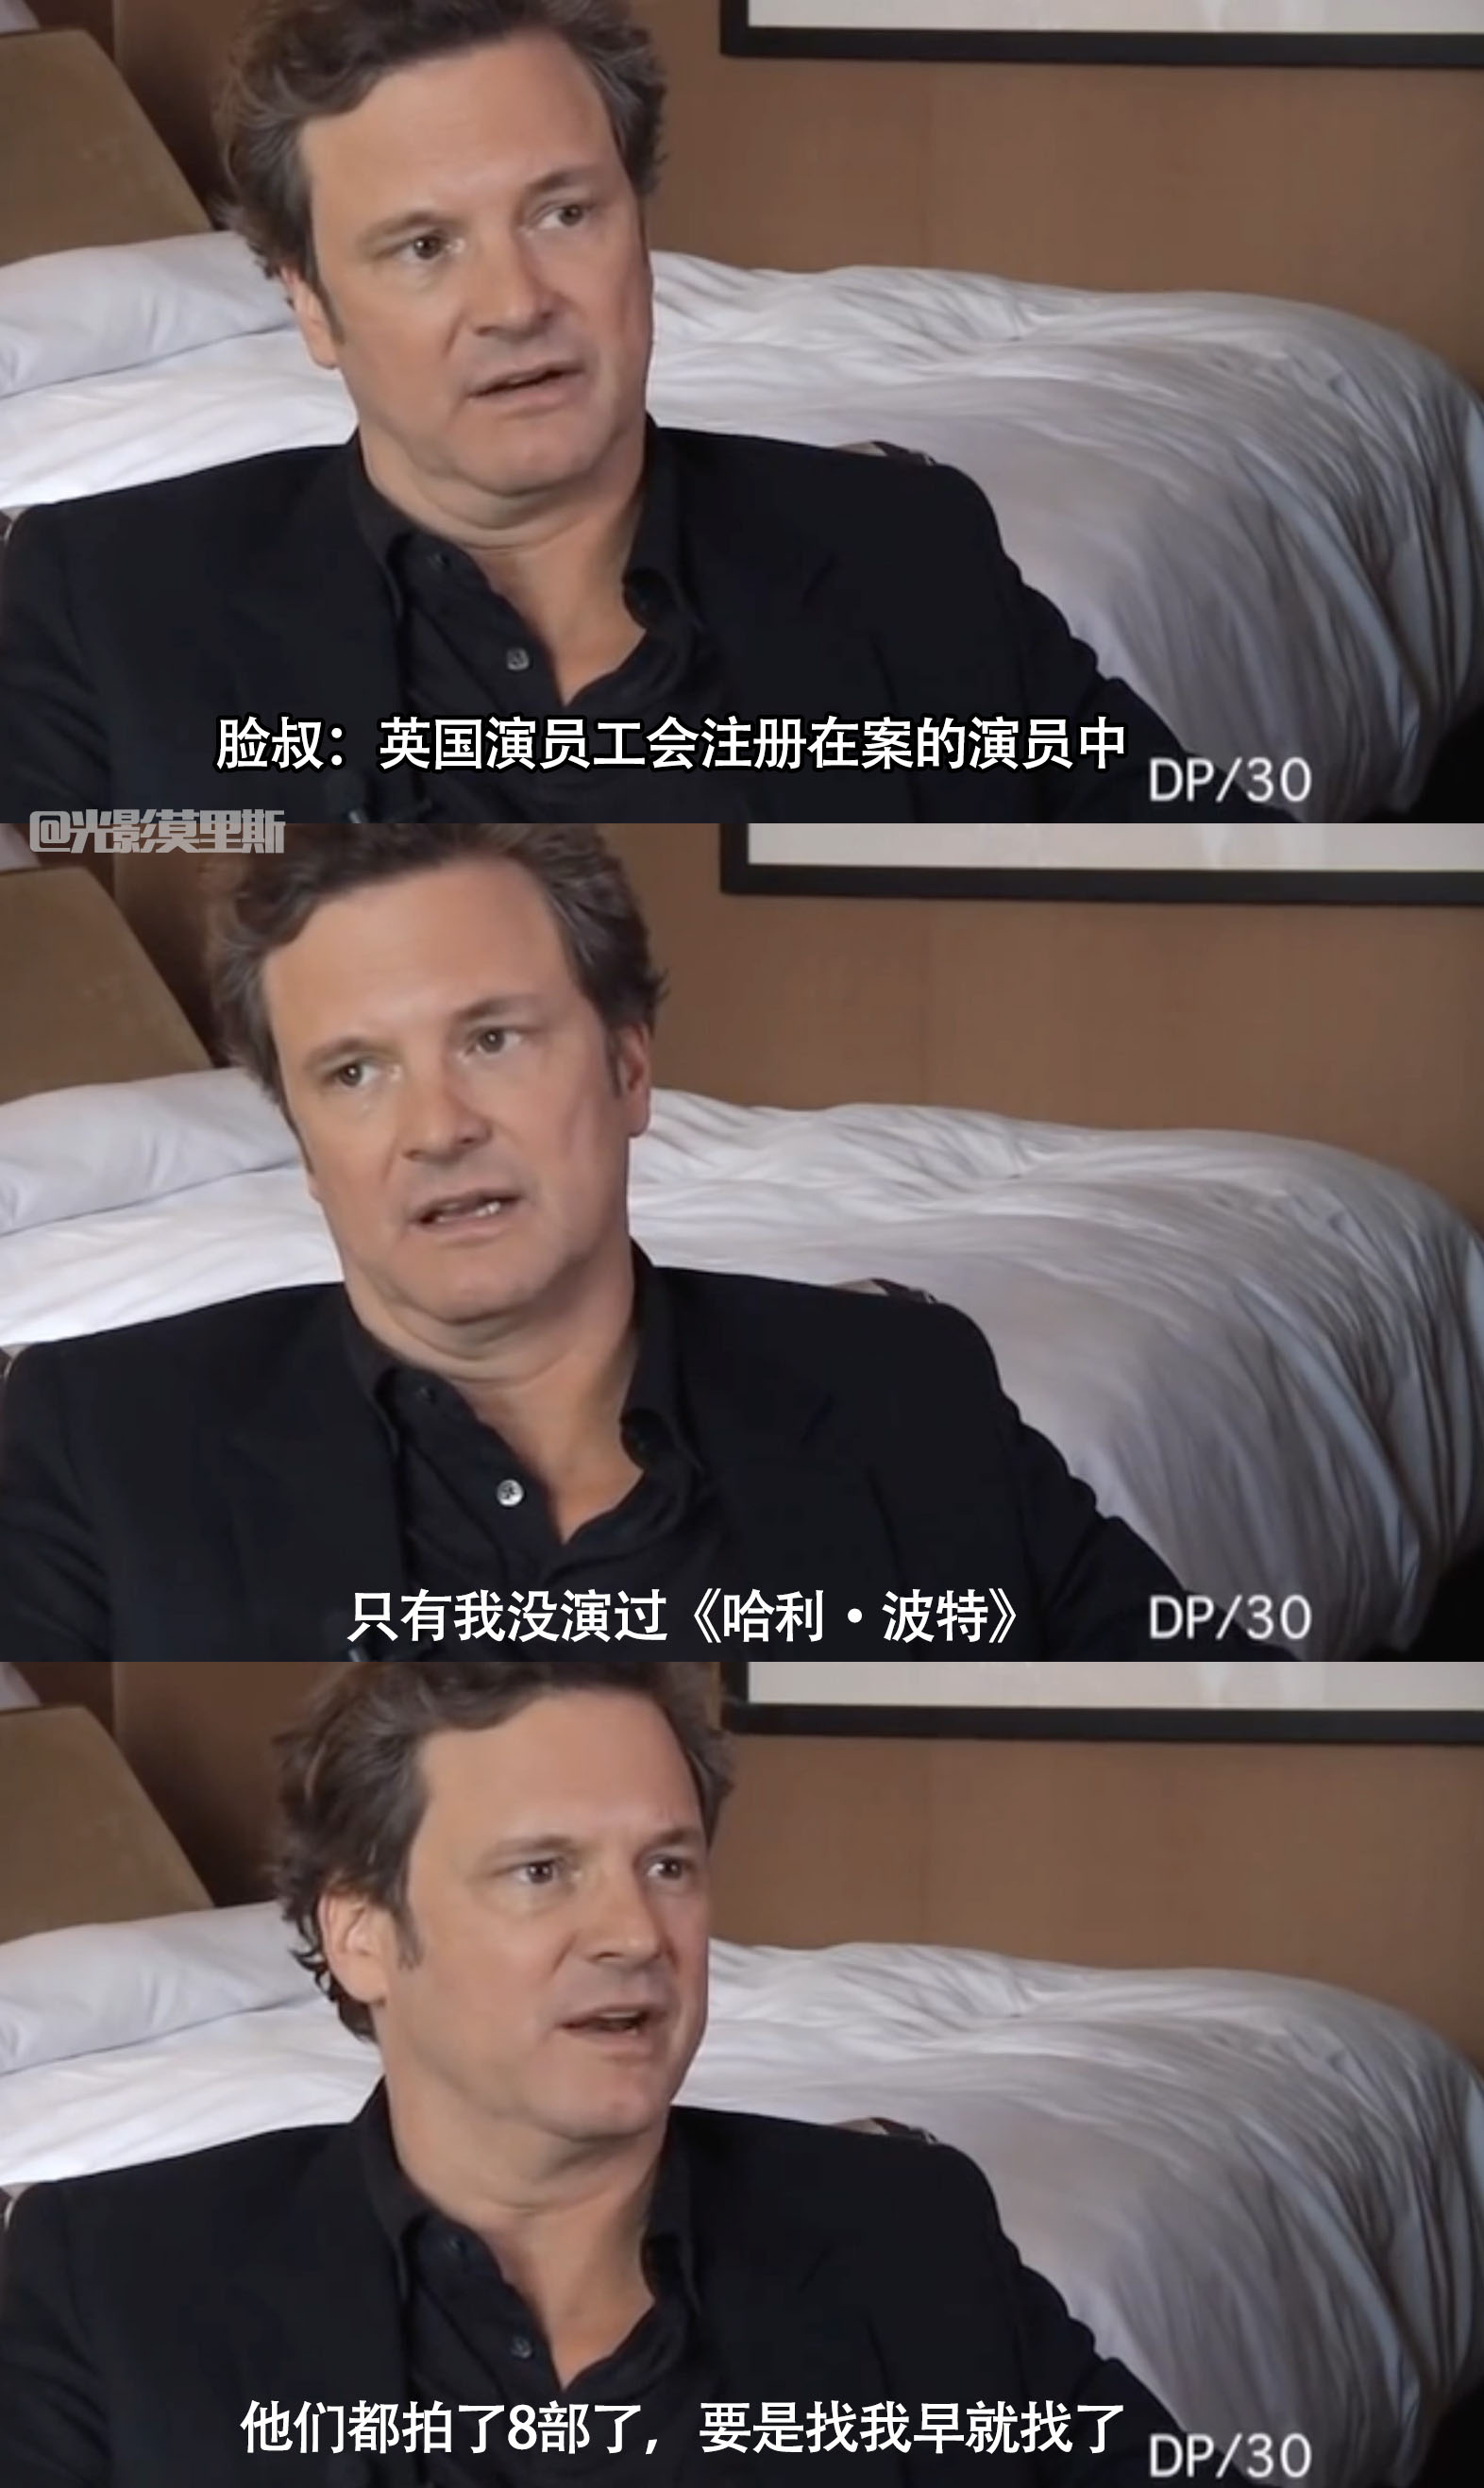 脸叔：英国演员工会注册在案的演员中
DP/30
@光影莫里斯
只有我没演过《哈利·波特》
DP/30
他们都拍了8部了，要是找我早就找了
DP/30